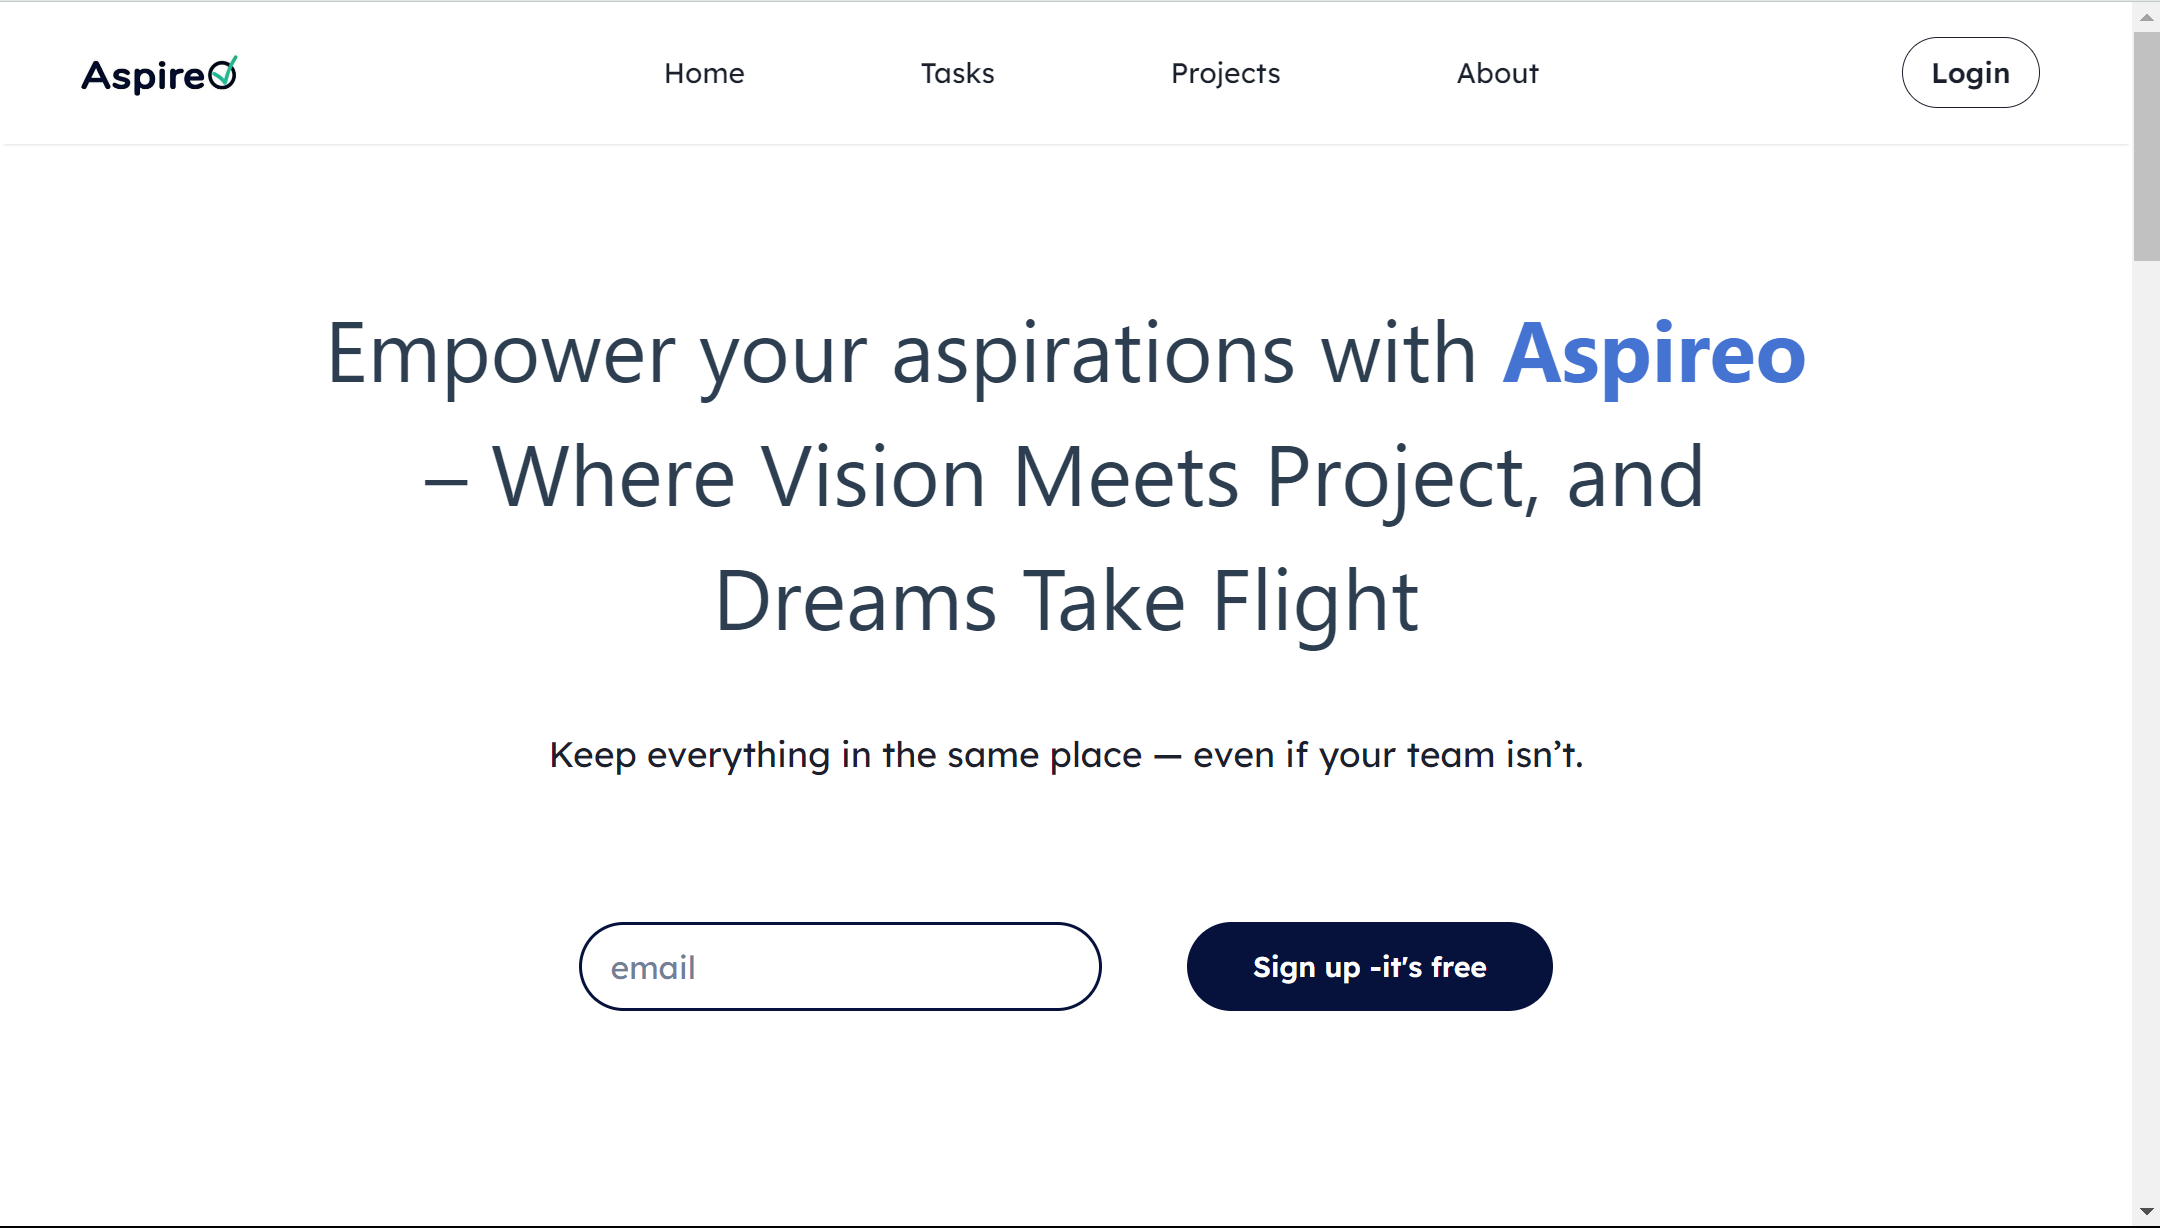 Aspireo
Home Tasks Projects About Login
Empower your aspirations with Aspireo
– Where Vision Meets Project, and
Dreams Take Flight
Keep everything in the same place — even if your team isn’t.
email
Sign up -it's free